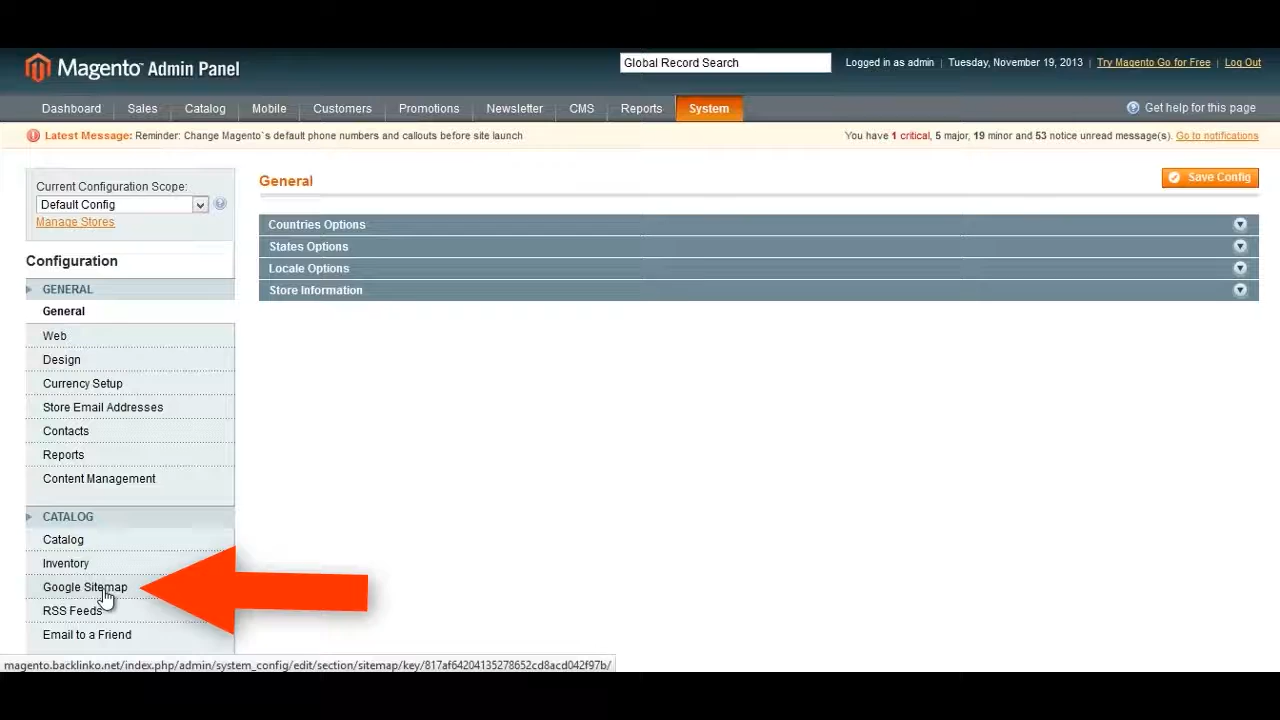 Magento™ Admin Panel
Global Record Search
Logged in as admin | Tuesday, November 19, 2013 | Try Magento Go for Free | Log Out
Dashboard Sales Catalog Mobile Customers Promotions Newsletter CMS Reports System
Get help for this page
Latest Message: Reminder: Change Magento`s default phone numbers and callouts before site launch
You have 1 critical, 5 major, 19 minor and 53 notice unread message(s). Go to notifications
Current Configuration Scope:
Default Config
Manage Stores
Configuration
GENERAL
General
Web
Design
Currency Setup
Store Email Addresses
Contacts
Reports
Content Management
CATALOG
Catalog
Inventory
Google Sitemap
RSS Feeds
Email to a Friend
General
Save Config
Countries Options
States Options
Locale Options
Store Information
magento.backlinko.net/index.php/admin/system_config/edit/section/sitemap/key/817af64204135278652cd8acd042f97b/